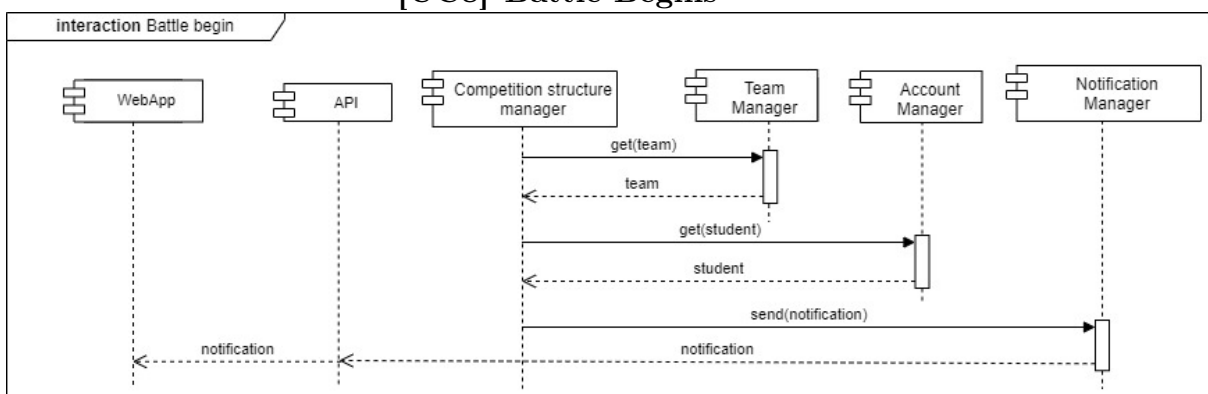 Battle Begins
interaction Battle begin
WebApp
API
Competition structure
manager
Team
Manager
Account
Manager
Notification
Manager
get(team)
team
get(student)
student
send(notification)
notification
notification